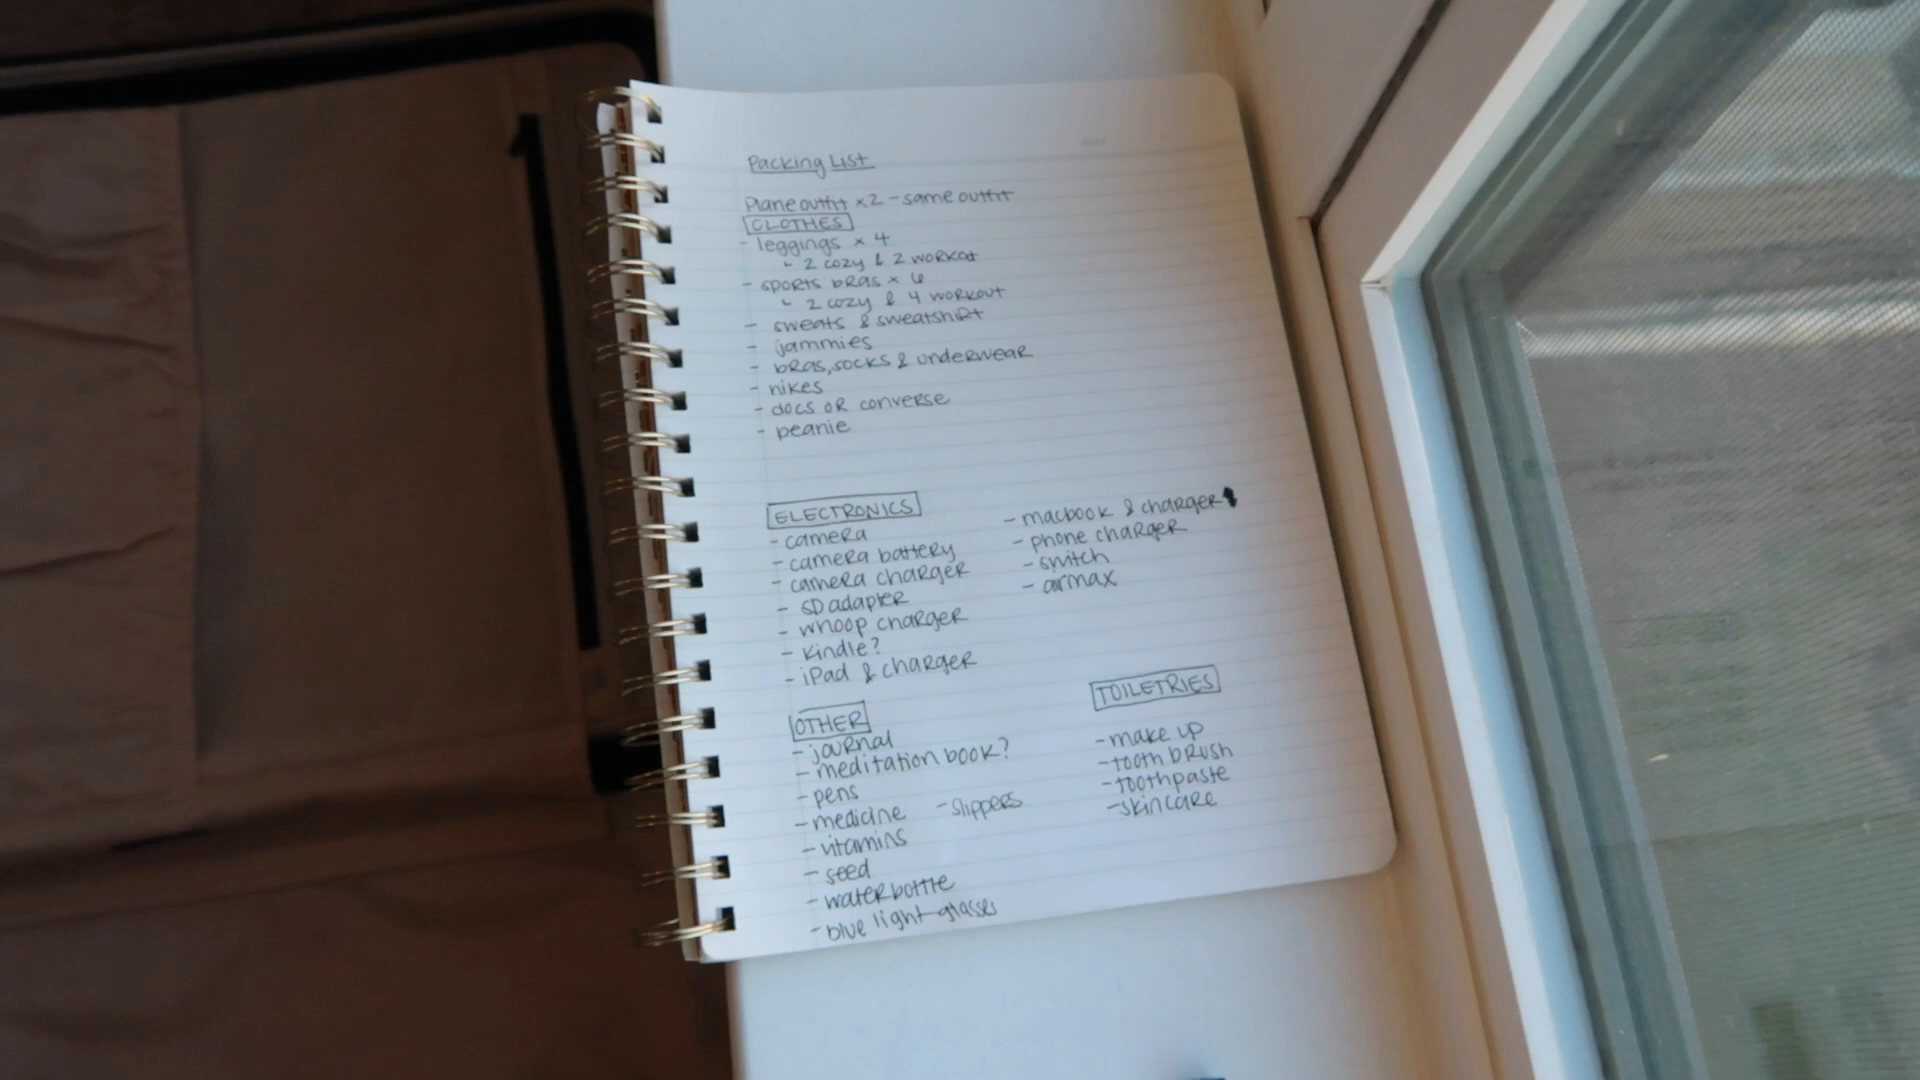 Packing List
Plane outfit x2 - same outfit
CLOTHES
- leggings x 4
↳ 2 cozy & 2 workout
- sports bras x 6
↳ 2 cozy & 4 workout
- sweats & sweatshirt
- jammies
- bras, socks & underwear
- nikes
- docs or converse
- beanie
ELECTRONICS
- camera
- camera battery
- camera charger
- SD adapter
- whoop charger
- kindle?
- iPad & charger
- macbook & charger
- phone charger
- switch
- airmax
OTHER
- journal
- meditation book?
- pens
- medicine
- vitamins
- seed
- waterbottle
- blue light glasses
- slippers
TOILETRIES
- make up
- tooth brush
- toothpaste
- skincare